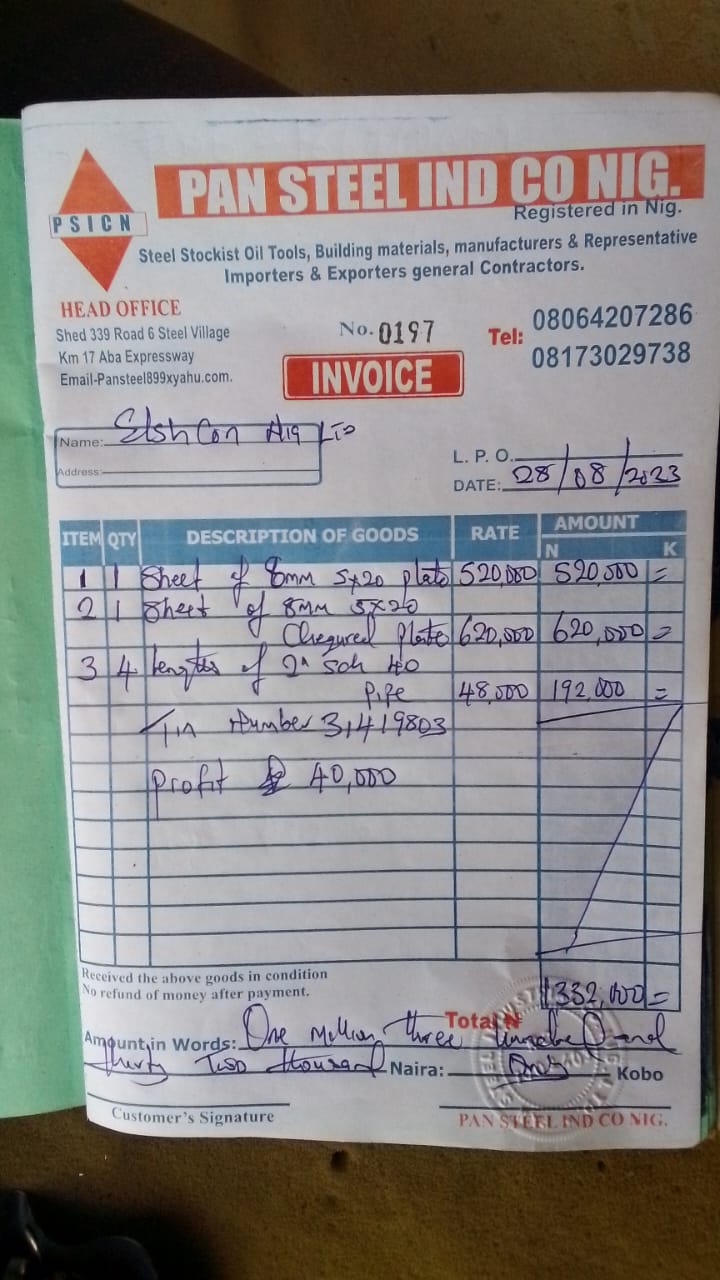 PSICN
PAN STEEL IND CO NIG.
Registered in Nig.
Steel Stockist Oil Tools, Building materials, manufacturers & Representative
Importers & Exporters general Contractors.
HEAD OFFICE
Shed 339 Road 6 Steel Village
Km 17 Aba Expressway
Email-Pansteel899xyahu.com.
No. 0197
INVOICE
Tel: 08064207286
08173029738
Name: Elshcon Nig LTD
Address:
L. P. O.
DATE: 28/08/2023
ITEM QTY DESCRIPTION OF GOODS RATE AMOUNT
N K
1 1 Sheet of 8mm 5x20 plate 520,000 520,000 =
2 1 Sheet of 8mm 5x20
Chequred Plate 620,000 620,000 =
3 4 Lengths of 2" Sch 40
Pipe 48,000 192,000 =
Tin Number 31419803
Profit 40,000
Received the above goods in condition
No refund of money after payment.
Total N 1332,000 =
Amount in Words: One Million three hundred and
thirty Two thousand Naira: Only Kobo
Customer's Signature
PAN STEEL IND CO NIG.